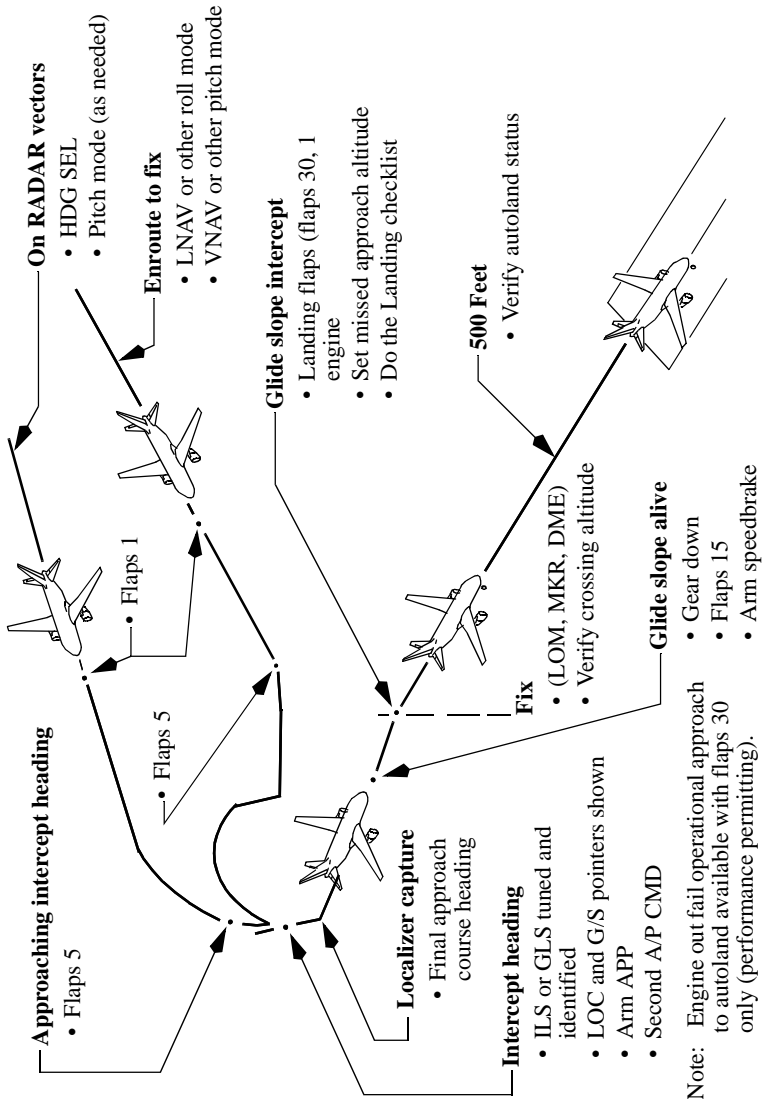 On RADAR vectors
• HDG SEL
• Pitch mode (as needed)
Enroute to fix
• LNAV or other roll mode
• VNAV or other pitch mode
• Flaps 1
Approaching intercept heading
• Flaps 5
• Flaps 5
Localizer capture
• Final approach
course heading
Intercept heading
• ILS or GLS tuned and
identified
• LOC and G/S pointers shown
• Arm APP
• Second A/P CMD
Glide slope intercept
• Landing flaps (flaps 30, 1
engine
• Set missed approach altitude
• Do the Landing checklist
Fix
• (LOM, MKR, DME)
• Verify crossing altitude
Glide slope alive
• Gear down
• Flaps 15
• Arm speedbrake
500 Feet
• Verify autoland status
Note: Engine out fail operational approach
to autoland available with flaps 30
only (performance permitting).